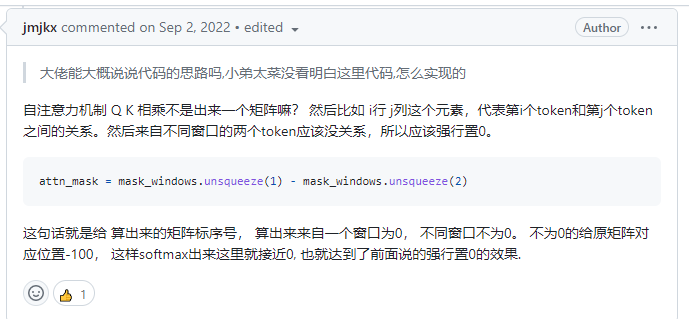 jmjkx commented on Sep 2, 2022 • edited
Author
大佬能大概说说代码的思路吗,小弟太菜没看明白这里代码,怎么实现的
自注意力机制 Q K 相乘不是出来一个矩阵嘛？ 然后比如 i行 j列这个元素，代表第i个token和第j个token
之间的关系。然后来自不同窗口的两个token应该没关系，所以应该强行置0。
attn_mask = mask_windows.unsqueeze(1) - mask_windows.unsqueeze(2)
这句话就是给 算出来的矩阵标序号， 算出来来自一个窗口为0， 不同窗口不为0。 不为0的给原矩阵对
应位置-100， 这样softmax出来这里就接近0, 也就达到了前面说的强行置0的效果.
👍 1